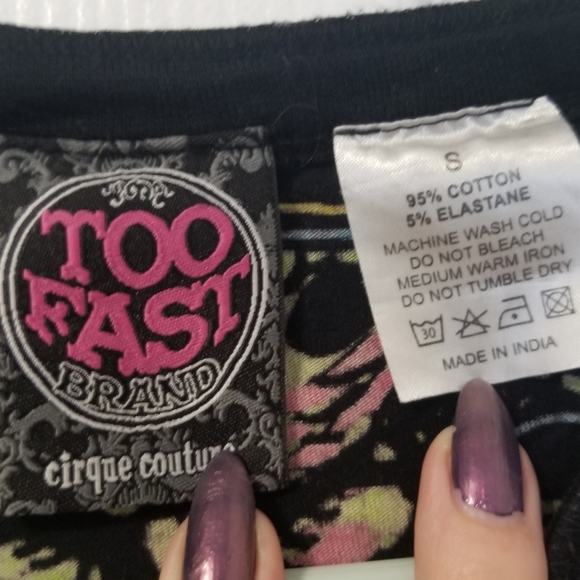 TOO
FAST
BRAND
cirque couture
S
95% COTTON
5% ELASTANE
MACHINE WASH COLD
DO NOT BLEACH
MEDIUM WARM IRON
DO NOT TUMBLE DRY
30
MADE IN INDIA